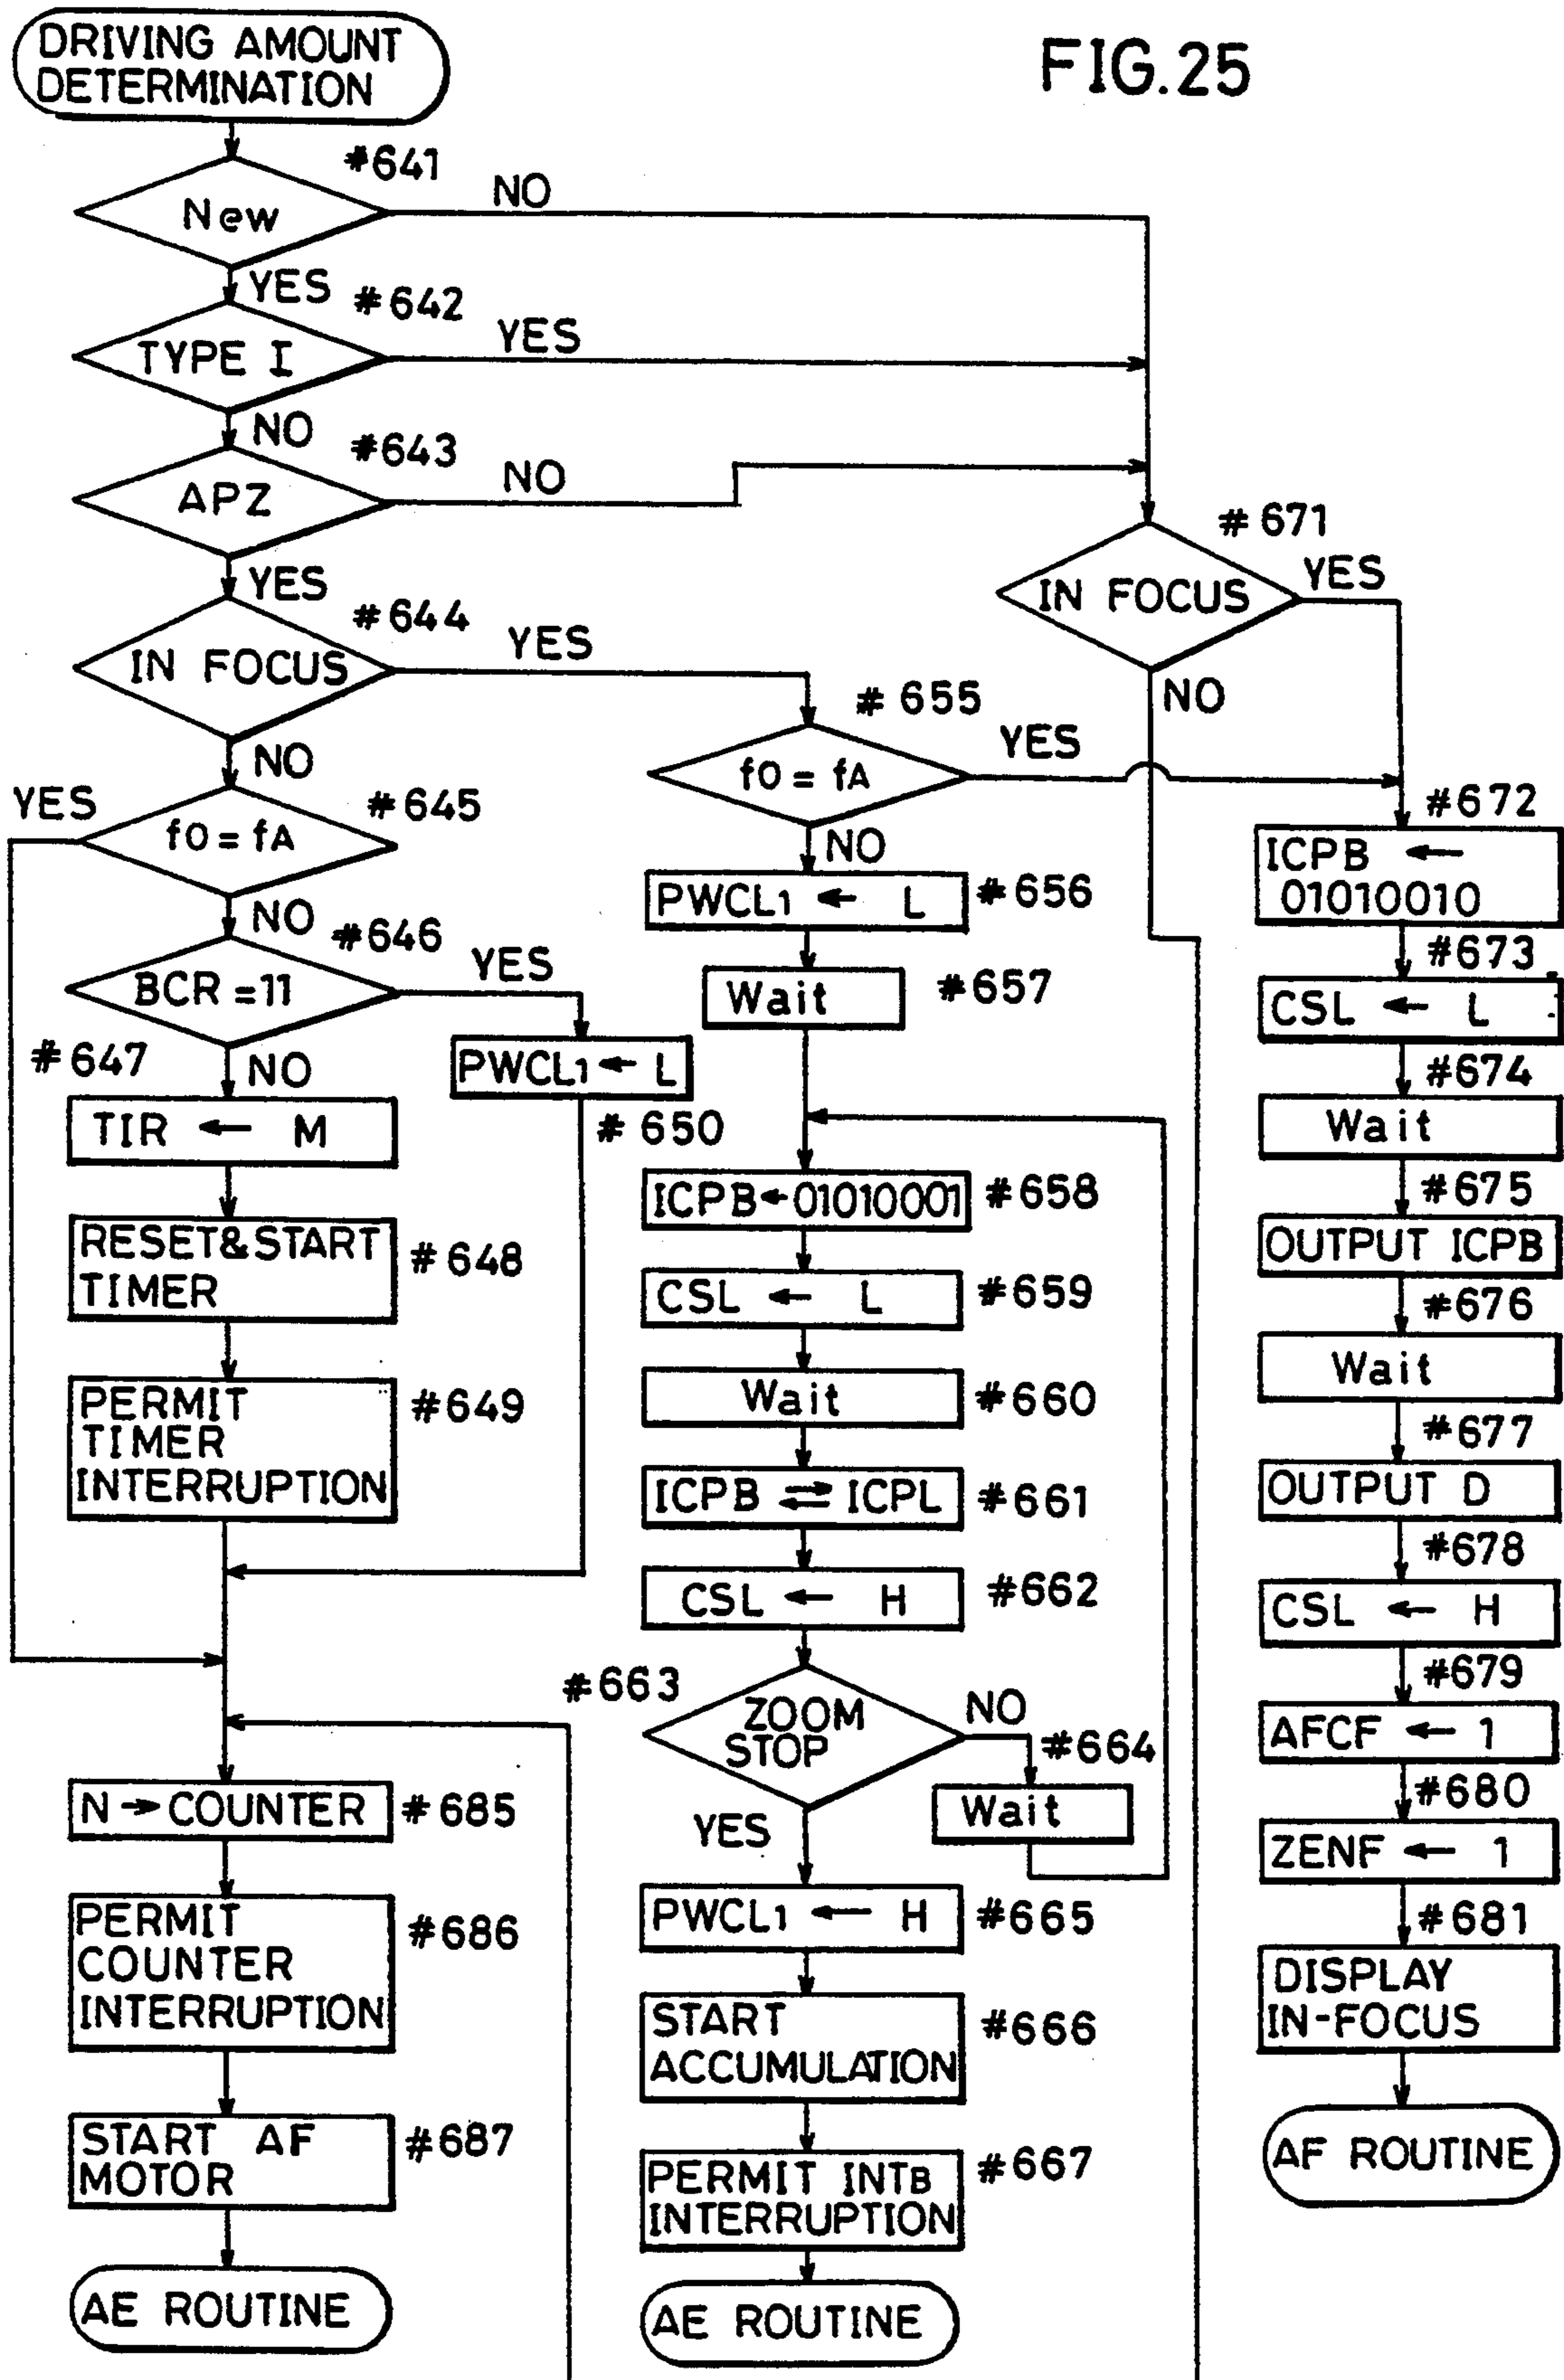 FIG.25
DRIVING AMOUNT
DETERMINATION
#641
New
NO
YES
#642
TYPE I
YES
NO
#643
APZ
NO
YES
#644
IN FOCUS
YES
NO
YES
#645
f0 = fA
NO
#646
BCR = 11
YES
#647
NO
PWCL1 ← L
#650
TIR ← M
RESET&START
TIMER
#648
PERMIT
TIMER
INTERRUPTION
#649
N → COUNTER
#685
PERMIT
COUNTER
INTERRUPTION
#686
START AF
MOTOR
#687
AE ROUTINE
#655
f0 = fA
YES
NO
PWCL1 ← L
#656
Wait
#657
ICPB ← 01010001
#658
CSL ← L
#659
Wait
#660
ICPB ⇄ ICPL
#661
CSL ← H
#662
#663
ZOOM
STOP
NO
#664
Wait
YES
PWCL1 ← H
#665
START
ACCUMULATION
#666
PERMIT INTB
INTERRUPTION
#667
AE ROUTINE
#671
IN FOCUS
YES
NO
#672
ICPB ←
01010010
#673
CSL ← L
#674
Wait
#675
OUTPUT ICPB
#676
Wait
#677
OUTPUT D
#678
CSL ← H
#679
AFCF ← 1
#680
ZENF ← 1
#681
DISPLAY
IN-FOCUS
AF ROUTINE